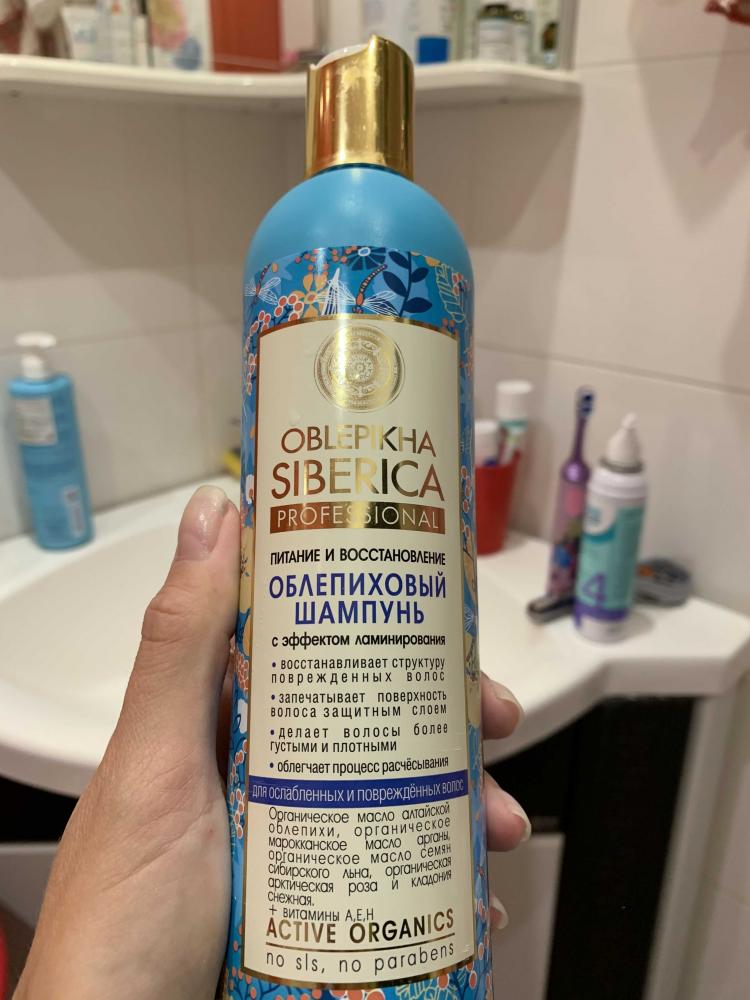 OBLEPIKHA
SIBERICA
PROFESSIONAL
ПИТАНИЕ И ВОССТАНОВЛЕНИЕ
ОБЛЕПИХОВЫЙ
ШАМПУНЬ
с эффектом ламинирования
• восстанавливает структуру
поврежденных волос
• запечатывает поверхность
волоса защитным слоем
• делает волосы более
густыми и плотными
• облегчает процесс расчёсывания
для ослабленных и повреждённых волос
Органическое масло алтайской
облепихи, органическое
марокканское масло арганы,
органическое масло семян
сибирского льна, органическая
арктическая роза и кладония
снежная.
+ витамины А,Е,Н
ACTIVE ORGANICS
no sls, no parabens
4